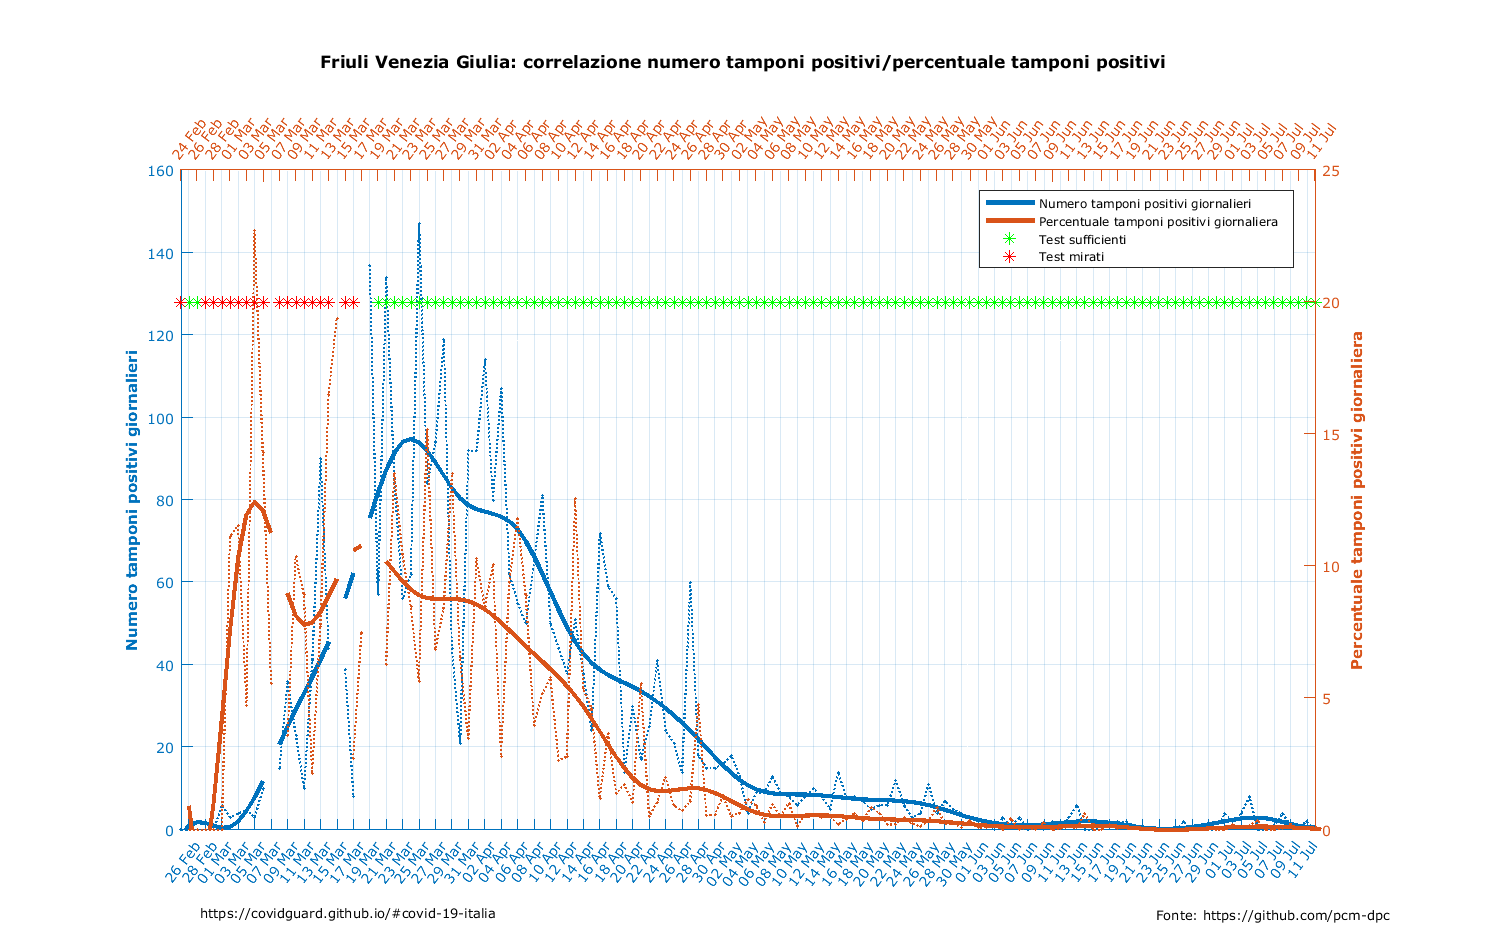 Friuli Venezia Giulia: correlazione numero tamponi positivi/percentuale tamponi positivi
24 Feb 26 Feb 28 Feb 01 Mar 03 Mar 05 Mar 07 Mar 09 Mar 11 Mar 13 Mar 15 Mar 17 Mar 19 Mar 21 Mar 23 Mar 25 Mar 27 Mar 29 Mar 31 Mar 02 Apr 04 Apr 06 Apr 08 Apr 10 Apr 12 Apr 14 Apr 16 Apr 18 Apr 20 Apr 22 Apr 24 Apr 26 Apr 28 Apr 30 Apr 02 May 04 May 06 May 08 May 10 May 12 May 14 May 16 May 18 May 20 May 22 May 24 May 26 May 28 May 30 May 01 Jun 03 Jun 05 Jun 07 Jun 09 Jun 11 Jun 13 Jun 15 Jun 17 Jun 19 Jun 21 Jun 23 Jun 25 Jun 27 Jun 29 Jun 01 Jul 03 Jul 05 Jul 07 Jul 09 Jul 11 Jul
160
140
120
100
80
60
40
20
0
Numero tamponi positivi giornalieri
25
20
15
10
5
0
Percentuale tamponi positivi giornaliera
Numero tamponi positivi giornalieri
Percentuale tamponi positivi giornaliera
Test sufficienti
Test mirati
26 Feb 28 Feb 01 Mar 03 Mar 05 Mar 07 Mar 09 Mar 11 Mar 13 Mar 15 Mar 17 Mar 19 Mar 21 Mar 23 Mar 25 Mar 27 Mar 29 Mar 31 Mar 02 Apr 04 Apr 06 Apr 08 Apr 10 Apr 12 Apr 14 Apr 16 Apr 18 Apr 20 Apr 22 Apr 24 Apr 26 Apr 28 Apr 30 Apr 02 May 04 May 06 May 08 May 10 May 12 May 14 May 16 May 18 May 20 May 22 May 24 May 26 May 28 May 30 May 01 Jun 03 Jun 05 Jun 07 Jun 09 Jun 11 Jun 13 Jun 15 Jun 17 Jun 19 Jun 21 Jun 23 Jun 25 Jun 27 Jun 29 Jun 01 Jul 03 Jul 05 Jul 07 Jul 09 Jul 11 Jul
https://covidguard.github.io/#covid-19-italia
Fonte: https://github.com/pcm-dpc